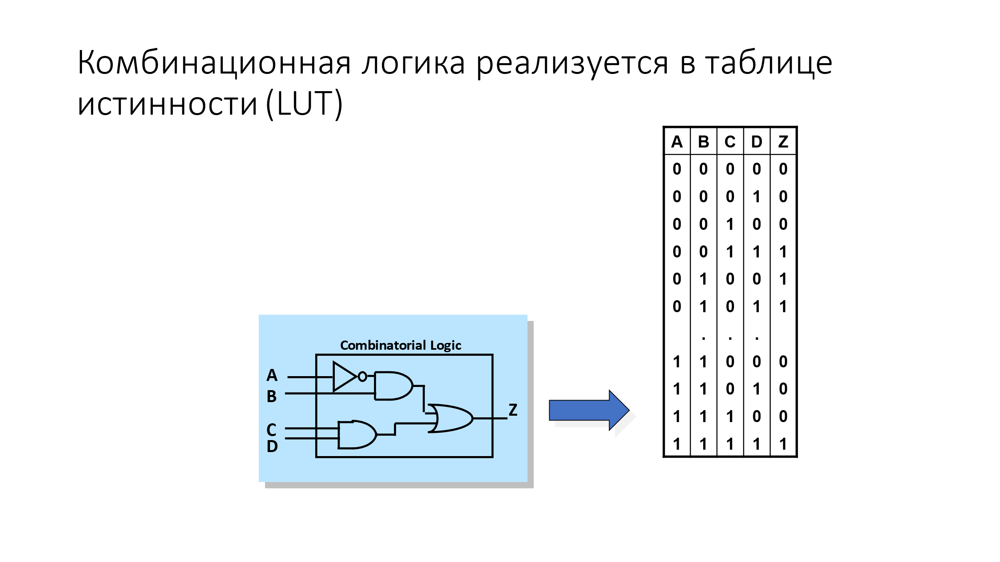 Комбинационная логика реализуется в таблице
истинности (LUT)
A B C D Z
0 0 0 0 0
0 0 0 1 0
0 0 1 0 0
0 0 1 1 1
0 1 0 0 1
0 1 0 1 1
. . .
1 1 0 0 0
1 1 0 1 0
1 1 1 0 0
1 1 1 1 1
Combinatorial Logic
A
B
C
D
Z